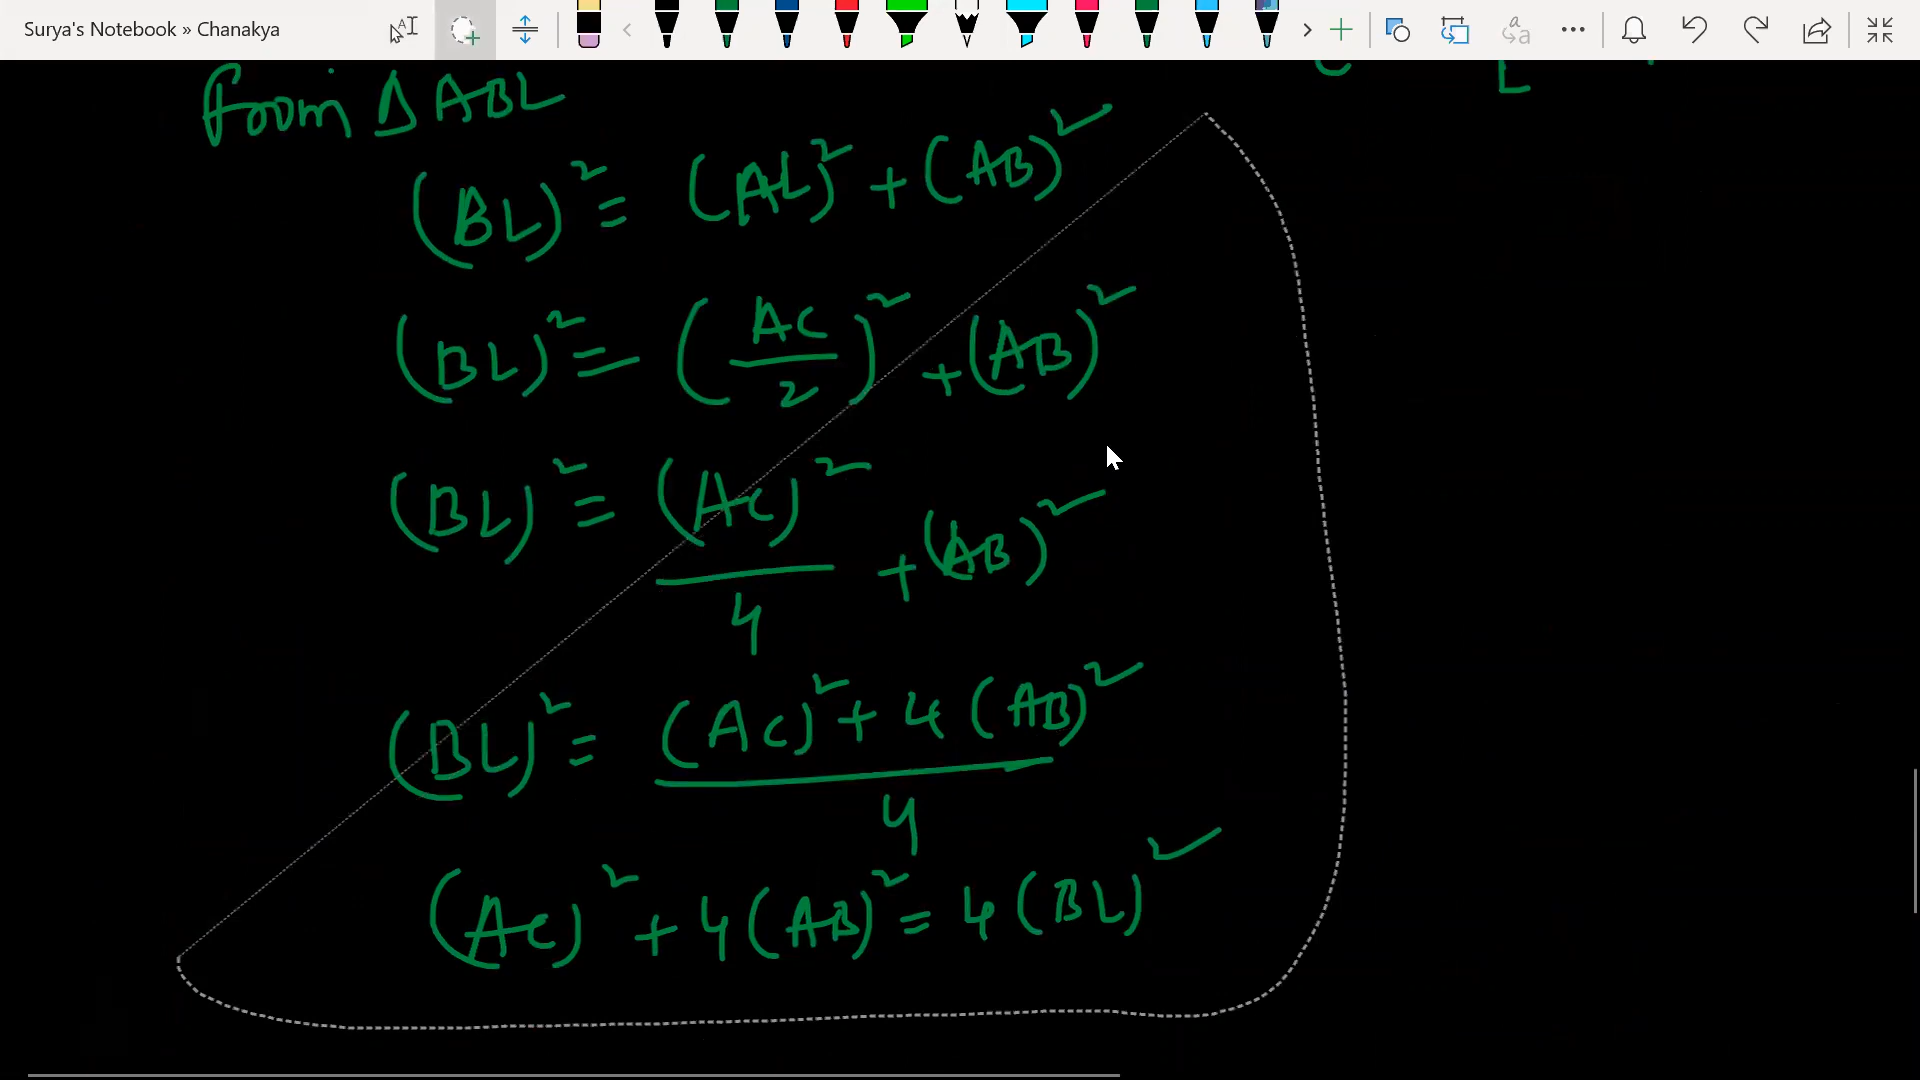 Surya's Notebook » Chanakya
from Δ ABL
(BL)² = (AL)² + (AB)²
(BL)² = (AC/2)² + (AB)²
(BL)² = (AC)²/4 + (AB)²
(BL)² = (AC)² + 4(AB)²/4
(AC)² + 4(AB)² = 4(BL)²